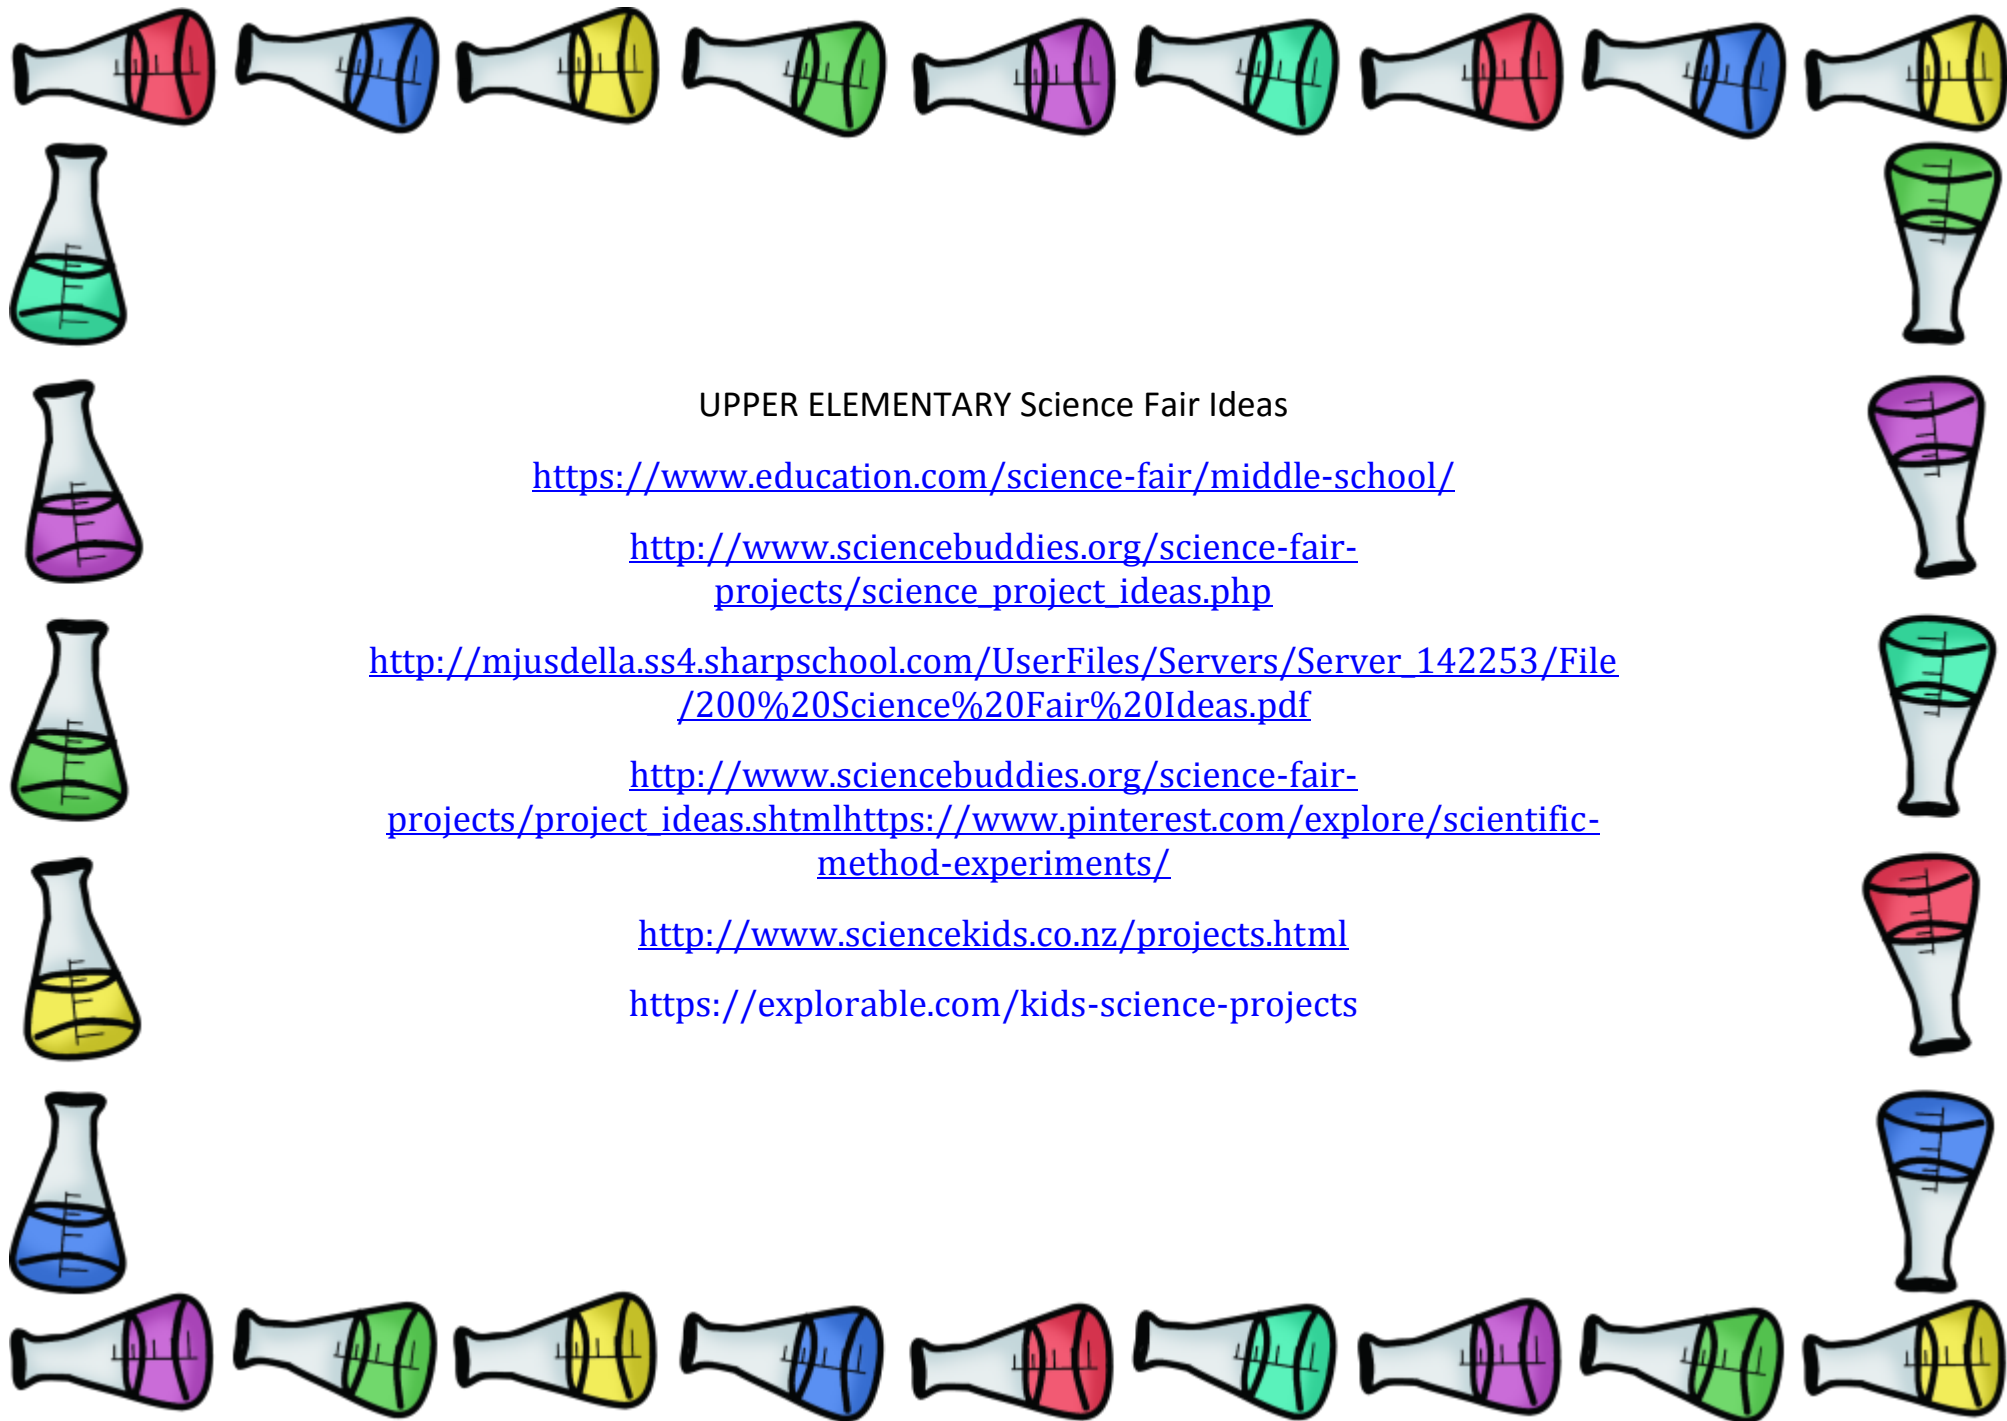 UPPER ELEMENTARY Science Fair Ideas
https://www.education.com/science-fair/middle-school/
http://www.sciencebuddies.org/science-fair-
projects/science_project_ideas.php
http://mjusdella.ss4.sharpschool.com/UserFiles/Servers/Server_142253/File
/200%20Science%20Fair%20Ideas.pdf
http://www.sciencebuddies.org/science-fair-
projects/project_ideas.shtmlhttps://www.pinterest.com/explore/scientific-
method-experiments/
http://www.sciencekids.co.nz/projects.html
https://explorable.com/kids-science-projects